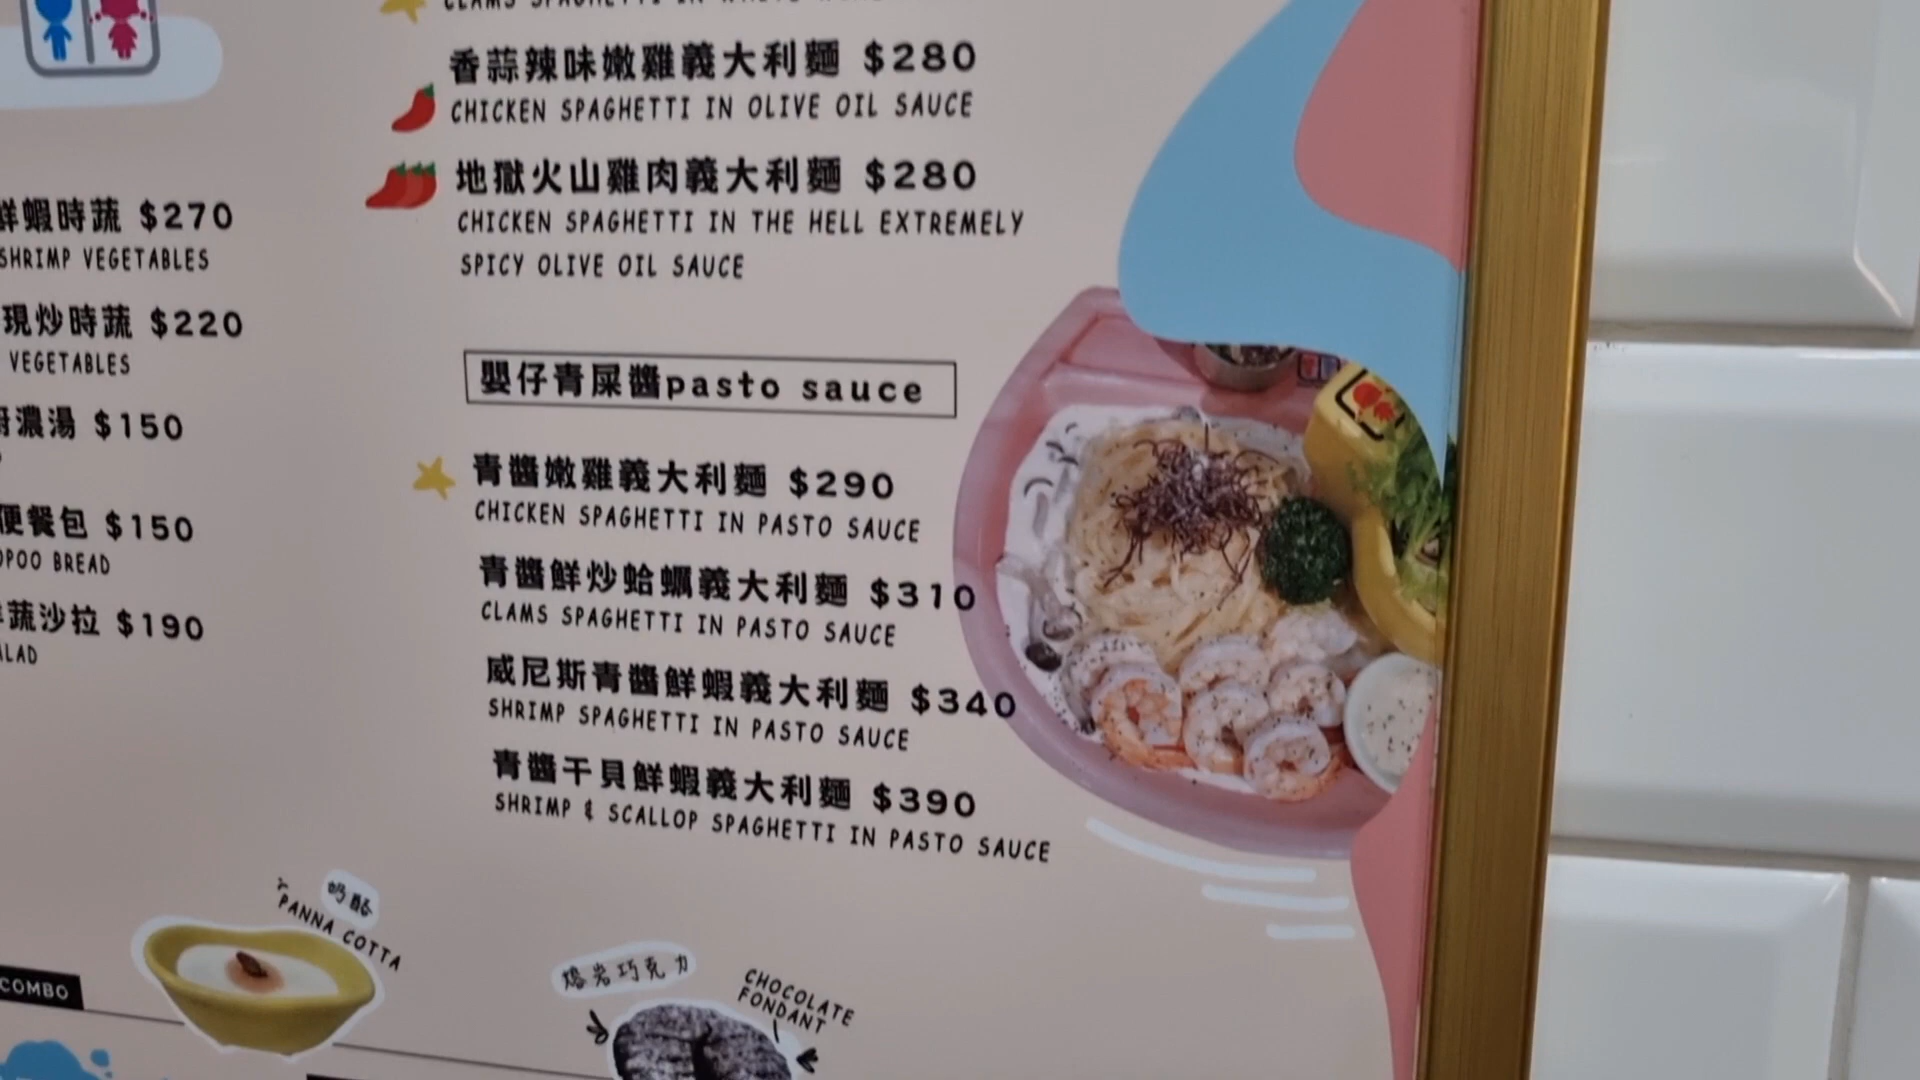 CLAMS SPAGHETTI IN
香蒜辣味嫩雞義大利麵 $280
CHICKEN SPAGHETTI IN OLIVE OIL SAUCE
地獄火山雞肉義大利麵 $280
CHICKEN SPAGHETTI IN THE HELL EXTREMELY
SPICY OLIVE OIL SAUCE
鮮蝦時蔬 $270
SHRIMP VEGETABLES
現炒時蔬 $220
VEGETABLES
濃湯 $150
便餐包 $150
OPOO BREAD
蔬沙拉 $190
ALAD
嬰仔青屎醬pasto sauce
青醬嫩雞義大利麵 $290
CHICKEN SPAGHETTI IN PASTO SAUCE
青醬鮮炒蛤蠣義大利麵 $310
CLAMS SPAGHETTI IN PASTO SAUCE
威尼斯青醬鮮蝦義大利麵 $340
SHRIMP SPAGHETTI IN PASTO SAUCE
青醬干貝鮮蝦義大利麵 $390
SHRIMP & SCALLOP SPAGHETTI IN PASTO SAUCE
奶酪
PANNA COTTA
熔岩巧克力
CHOCOLATE
FONDANT
COMBO